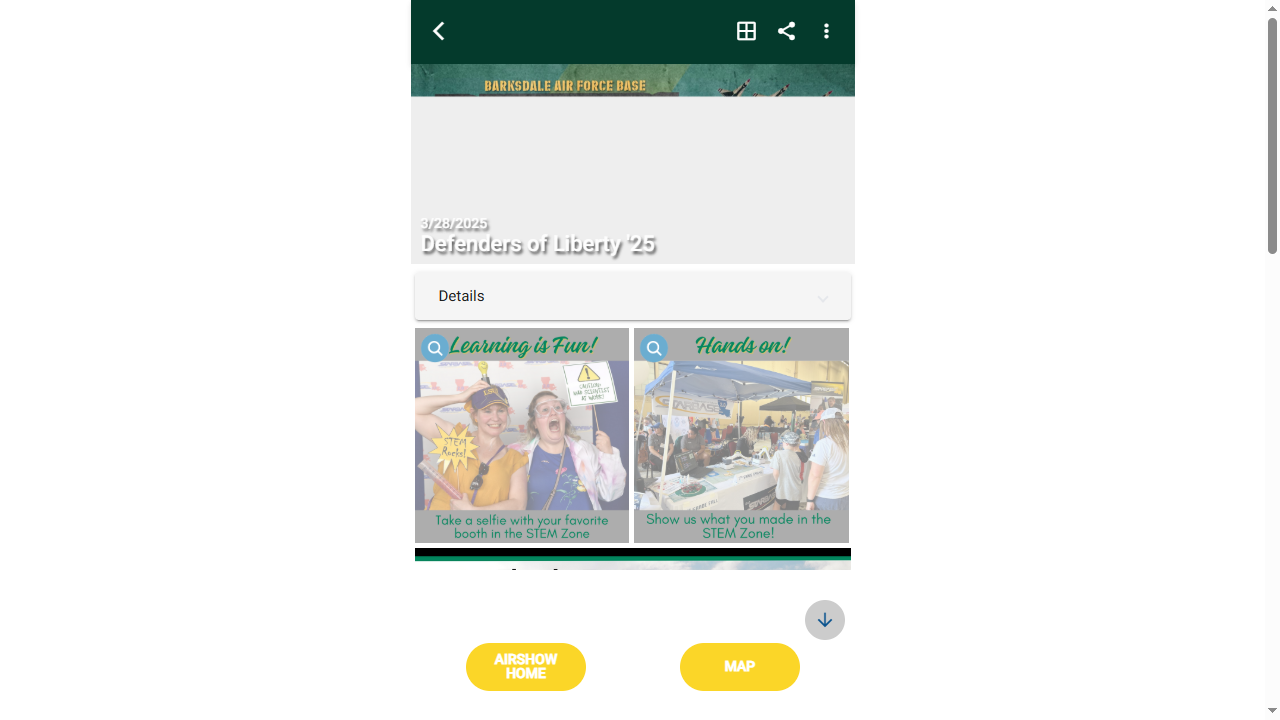 BARKSDALE AIR FORCE BASE
3/28/2025
Defenders of Liberty '25
Details
Learning is Fun!
CAUTION:
MAD SCIENTIST
AT WORK!
STEM
Rocks!
Take a selfie with your favorite
booth in the STEM Zone
Hands on!
Show us what you made in the
STEM Zone!
AIRSHOW
HOME
MAP